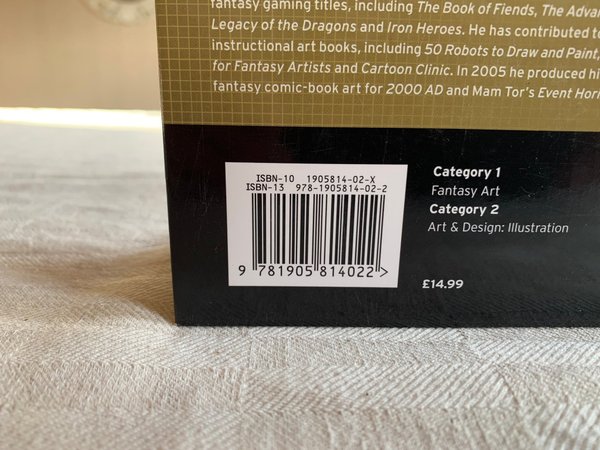 fantasy gaming titles, including The Book of Fiends, The
Legacy of the Dragons and Iron Heroes. He has contributed
instructional art books, including 50 Robots to Draw and Paint,
for Fantasy Artists and Cartoon Clinic. In 2005 he produced
fantasy comic-book art for 2000 AD and Mam Tor's Event
ISBN-10 1905814-02-X
ISBN-13 978-1905814-02-2
9 781905 814022 >
Category 1
Fantasy Art
Category 2
Art & Design: Illustration
£14.99